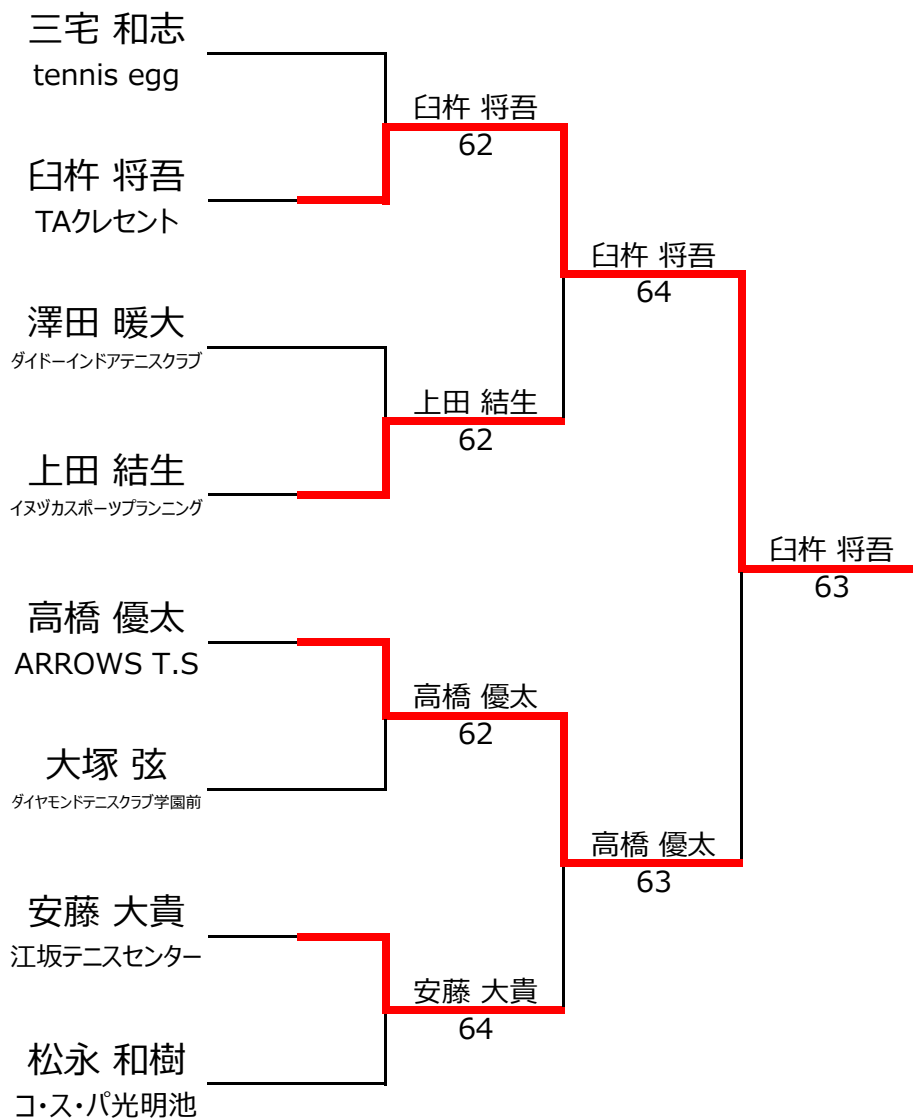 三宅 和志
tennis egg
臼杵 将吾
TAクレセント
澤田 暖大
ダイドーインドアテニスクラブ
上田 結生
イヌヅカスポーツプランニング
高橋 優太
ARROWS T.S
大塚 弦
ダイヤモンドテニスクラブ学園前
安藤 大貴
江坂テニスセンター
松永 和樹
コ・ス・パ光明池
臼杵 将吾
62
上田 結生
62
高橋 優太
62
安藤 大貴
64
臼杵 将吾
64
高橋 優太
63
臼杵 将吾
63